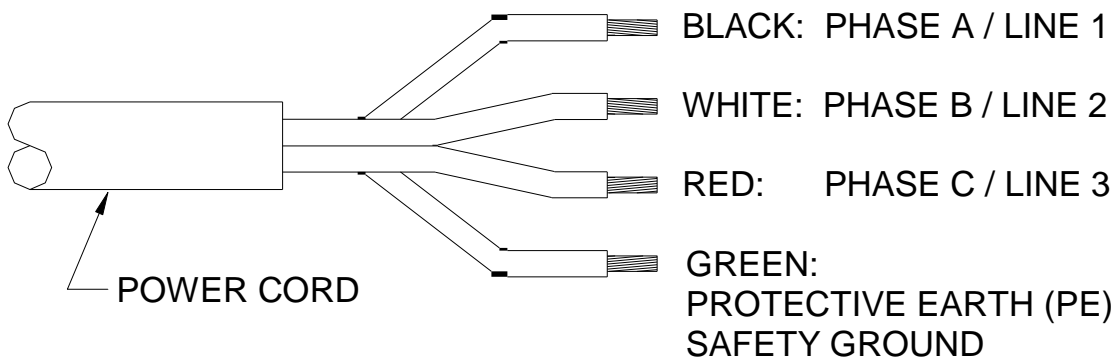 BLACK: PHASE A / LINE 1
WHITE: PHASE B / LINE 2
RED: PHASE C / LINE 3
GREEN:
PROTECTIVE EARTH (PE)
SAFETY GROUND
POWER CORD